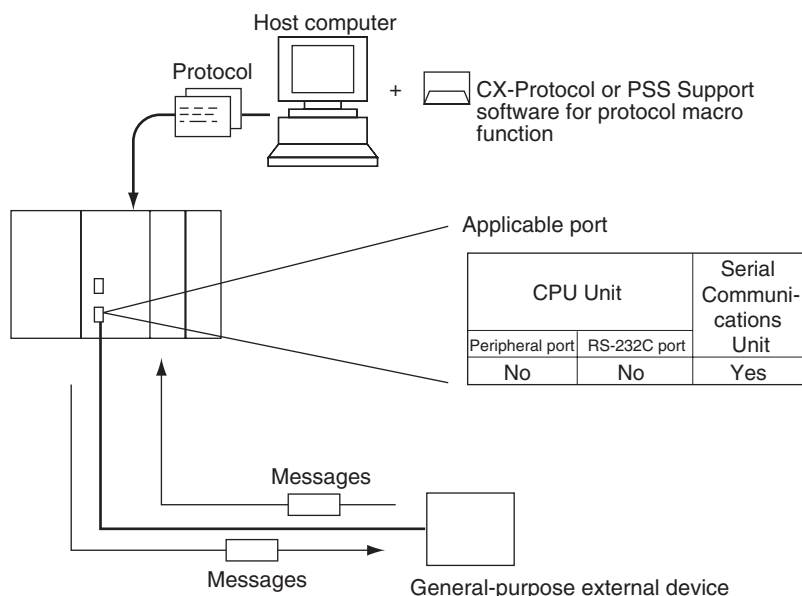 Host computer
Protocol
+
CX-Protocol or PSS Support
software for protocol macro
function
Applicable port
CPU Unit
Serial
Communi-
cations
Unit
Peripheral port
RS-232C port
No
No
Yes
Messages
Messages
General-purpose external device